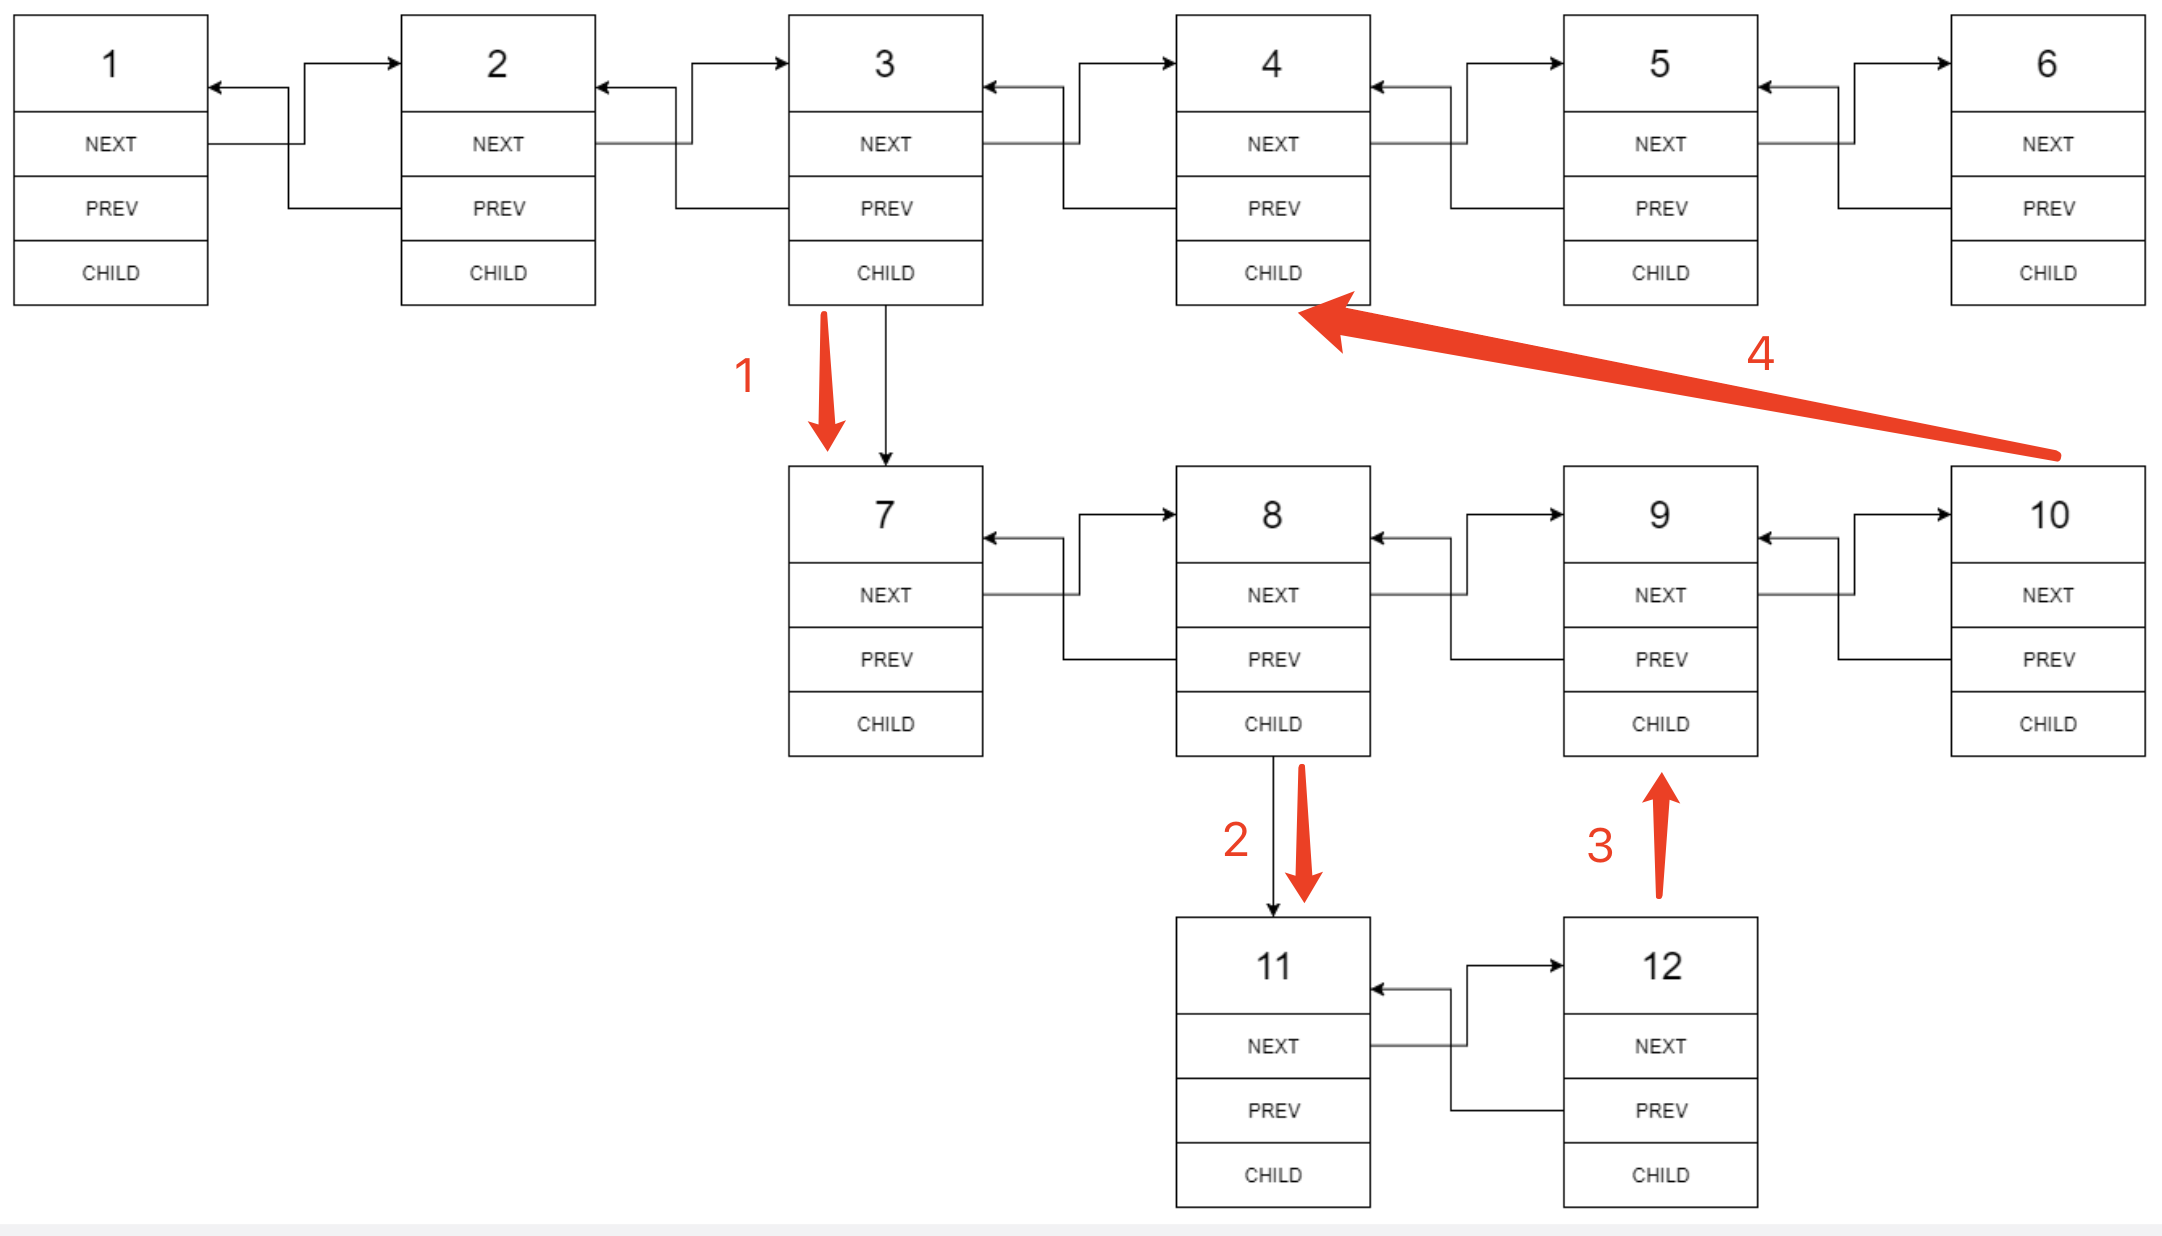 1 2 3 4 5 6
NEXT NEXT NEXT NEXT NEXT NEXT
PREV PREV PREV PREV PREV PREV
CHILD CHILD CHILD CHILD CHILD CHILD
4
1
7 8 9 10
NEXT NEXT NEXT NEXT
PREV PREV PREV PREV
CHILD CHILD CHILD CHILD
2 3
11 12
NEXT NEXT
PREV PREV
CHILD CHILD